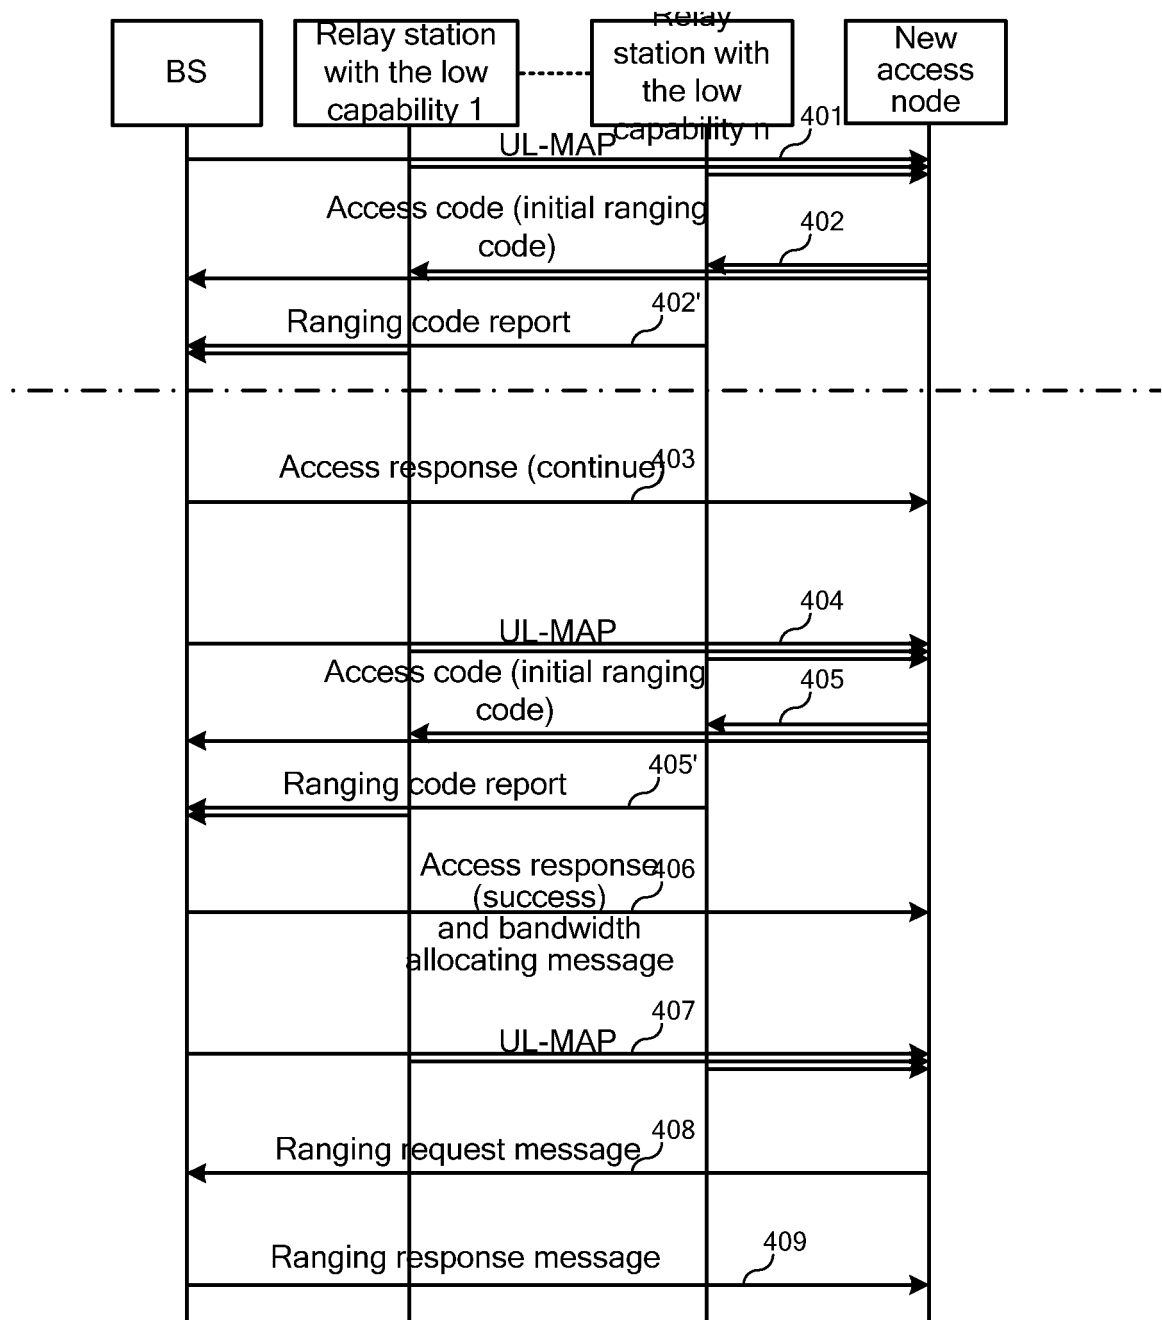 BS
Relay station
with the low
capability 1
Relay
station with
the low
capability n
New
access
node
401
UL-MAP
Access code (initial ranging
code)
402
402'
Ranging code report
Access response (continue)
403
404
UL-MAP
Access code (initial ranging
code)
405
405'
Ranging code report
Access response
(success)
and bandwidth
allocating message
406
407
UL-MAP
408
Ranging request message
409
Ranging response message